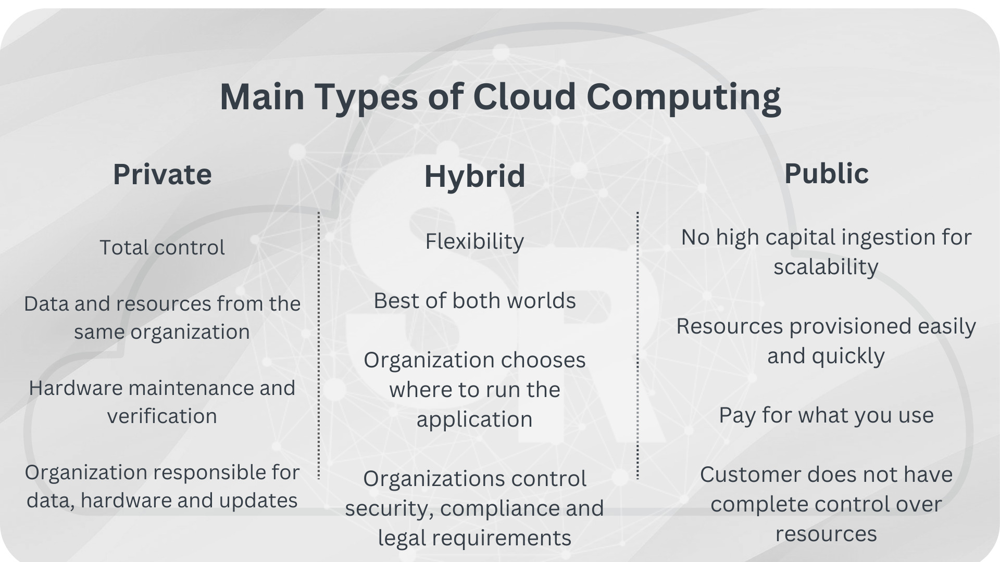 Main Types of Cloud Computing
Private
Total control
Data and resources from the
same organization
Hardware maintenance and
verification
Organization responsible for
data, hardware and updates
Hybrid
Flexibility
Best of both worlds
Organization chooses
where to run the
application
Organizations control
security, compliance and
legal requirements
Public
No high capital ingestion for
scalability
Resources provisioned easily
and quickly
Pay for what you use
Customer does not have
complete control over
resources
SR